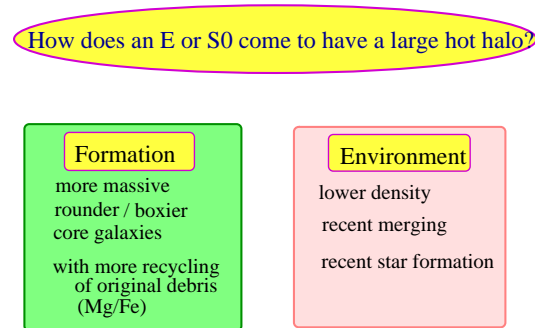 How does an E or S0 come to have a large hot halo?
Formation
more massive
rounder / boxier
core galaxies
with more recycling
of original debris
(Mg/Fe)
Environment
lower density
recent merging
recent star formation